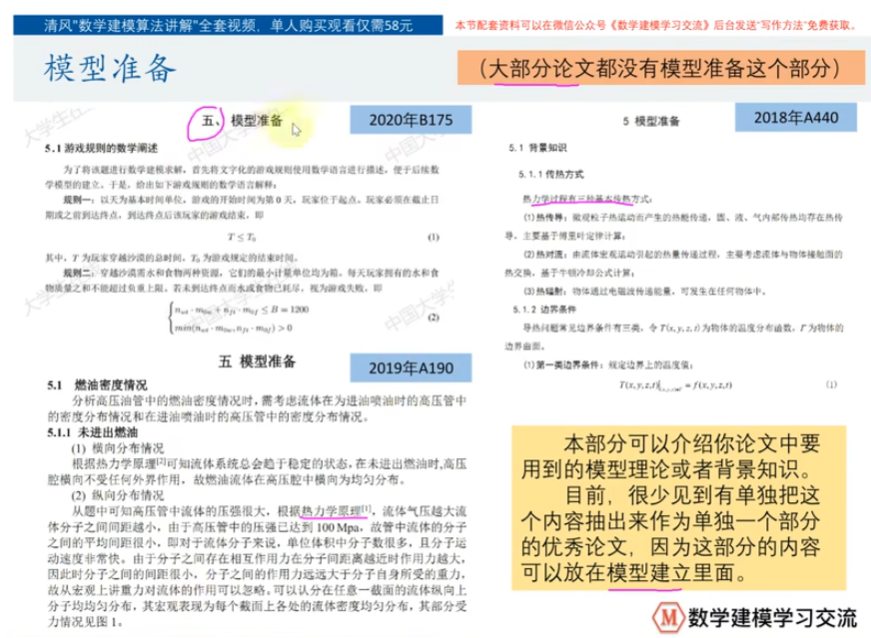 清风"数学建模算法讲解"全套视频，单人购买观看仅需58元
本节配套资料可以在微信公众号《数学建模学习交流》后台发送"写作方法"免费获取。
模型准备
（大部分论文都没有模型准备这个部分）
五、模型准备
2020年B175
5.1 游戏规则的数学阐述
为了将该题进行数学建模求解，首先将文字化的游戏规则使用数学语言进行描述，便于后续数
学模型的建立。于是，给出如下游戏规则的数学语言解释：
规则一：以天为基本时间单位，游戏的开始时间为第 0 天，玩家位于起点。玩家必须在截止日
期或之前到达终点，到达终点后该玩家的游戏结束，即
T ≤ T₀ (1)
其中，T 为玩家穿越沙漠的总时间，T₀ 为游戏规定的结束时间。
规则二：穿越沙漠需水和食物两种资源，它们的最小计量单位均为箱。每天玩家拥有的水和食
物质量之和不能超过负重上限。若未到达终点而水或食物已耗尽，视为游戏失败，即
(2)
五 模型准备
2019年A190
5.1 燃油密度情况
分析高压油管中的燃油密度情况时，需考虑流体在为进油喷油时的高压管中
的密度分布情况和在进油喷油时的高压管中的密度分布情况。
5.1.1 未进出燃油
(1) 横向分布情况
根据热力学原理[2]可知流体系统总会趋于稳定的状态，在未进出燃油时，高压
腔横向不受任何外界作用，故燃油流体在高压腔中横向为均匀分布。
(2) 纵向分布情况
从题中可知高压管中流体的压强很大，根据热力学原理[1]，流体气压越大流
体分子之间间距越小，由于高压管中的压强已达到 100 Mpa，故管中流体的分子
之间的平均间距很小，即对于流体分子来说，单位体积中分子数很多，且分子运
动速度非常快。由于分子之间存在相互作用力在分子间距离越近时作用力越大，
因此时分子之间的间距很小，分子之间的作用力远远大于分子自身所受的重力，
故从宏观上讲重力对流体的作用可以忽略。可以认分在任意一截面的流体纵向上
分子均匀分布，其宏观表现为每个截面上各处的流体密度均匀分布，其部分受
力情况见图 1。
5 模型准备
2018年A440
5.1 背景知识
5.1.1 传热方式
热力学过程有三种基本传热方式：
(1)热传导：微观粒子热运动而产生的热能传递，固、液、气内部传热均存在热传
导，主要基于傅里叶定律计算；
(2)热对流：由流体宏观运动引起的热量传递过程，主要考虑流体与物体接触面的
热交换，基于牛顿冷却公式计算；
(3)热辐射：物体通过电磁波传递能量，可发生在任何物体中。
5.1.2 边界条件
导热问题常见边界条件有三类，令 T(x,y,z,t)为物体的温度分布函数，Γ 为物体的
边界曲面。
(1)第一类边界条件：规定边界上的温度值：
= f(x,y,z,t) (1)
本部分可以介绍你论文中要
用到的模型理论或者背景知识。
目前，很少见到有单独把这
个内容抽出来作为单独一个部分
的优秀论文，因为这部分的内容
可以放在模型建立里面。
数学建模学习交流